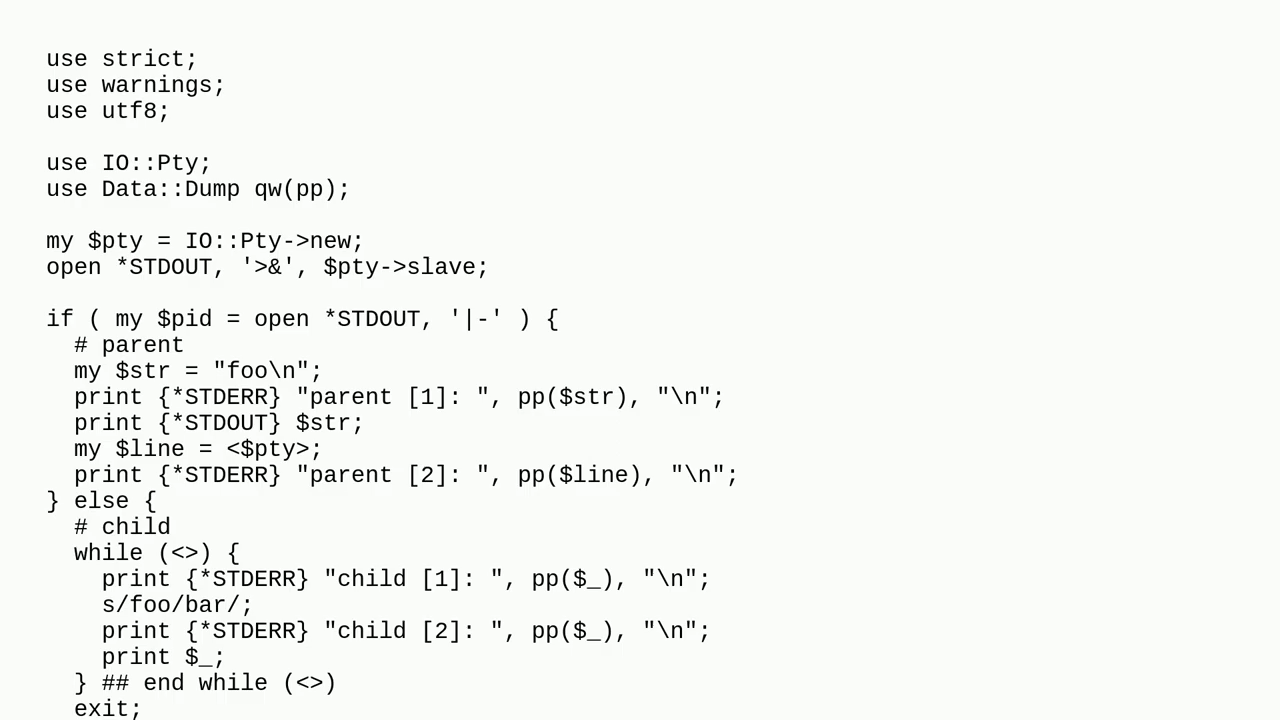 use strict;
use warnings;
use utf8;

use IO::Pty;
use Data::Dump qw(pp);

my $pty = IO::Pty->new;
open *STDOUT, '>&', $pty->slave;

if ( my $pid = open *STDOUT, '|-' ) {
  # parent
  my $str = "foo\n";
  print {*STDERR} "parent [1]: ", pp($str), "\n";
  print {*STDOUT} $str;
  my $line = <$pty>;
  print {*STDERR} "parent [2]: ", pp($line), "\n";
} else {
  # child
  while (<>) {
    print {*STDERR} "child [1]: ", pp($_), "\n";
    s/foo/bar/;
    print {*STDERR} "child [2]: ", pp($_), "\n";
    print $_;
  } ## end while (<>)
  exit;